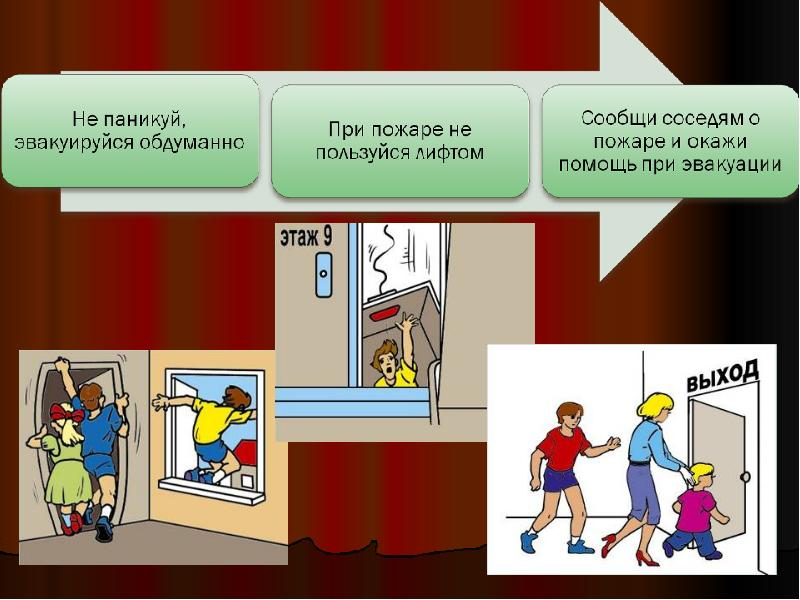 Не паникуй,
эвакуируйся обдуманно
При пожаре не
пользуйся лифтом
Сообщи соседям о
пожаре и окажи
помощь при эвакуации
этаж 9
выход